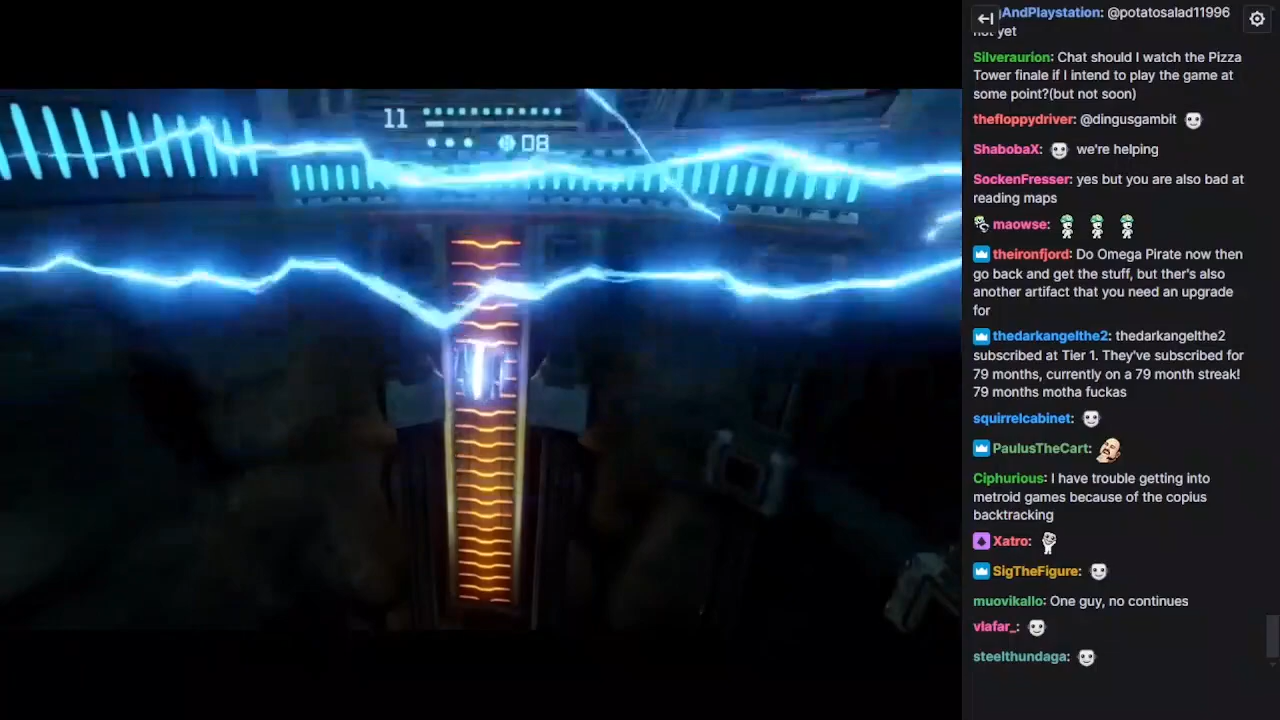 11
08
AndPlaystation: @potatosalad11996
not yet
Silveraurion: Chat should I watch the Pizza
Tower finale if I intend to play the game at
some point?(but not soon)
thefloppydriver: @dingusgambit
ShabobaX: we're helping
SockenFresser: yes but you are also bad at
reading maps
maowse:
theironfjord: Do Omega Pirate now then
go back and get the stuff, but ther's also
another artifact that you need an upgrade
for
thedarkangelthe2: thedarkangelthe2
subscribed at Tier 1. They've subscribed for
79 months, currently on a 79 month streak!
79 months motha fuckas
squirrelcabinet:
PaulusTheCart:
Ciphurious: I have trouble getting into
metroid games because of the copius
backtracking
Xatro:
SigTheFigure:
muovikallo: One guy, no continues
vlafar_:
steelthundaga: